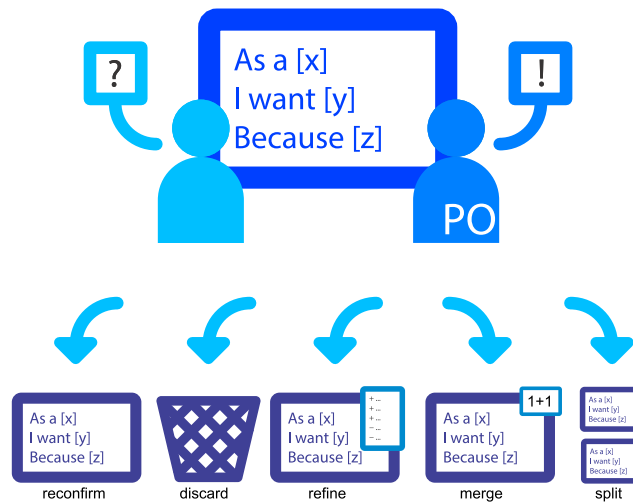 ?
As a [x]
I want [y]
Because [z]
!
PO
As a [x]
I want [y]
Because [z]
reconfirm
discard
As a [x]
I want [y]
Because [z]
+ ...
+ ...
+ ...
– ...
– ...
refine
As a [x]
I want [y]
Because [z]
1+1
merge
As a [x]
I want [y]
Because [z]
As a [x]
I want [y]
Because [z]
split